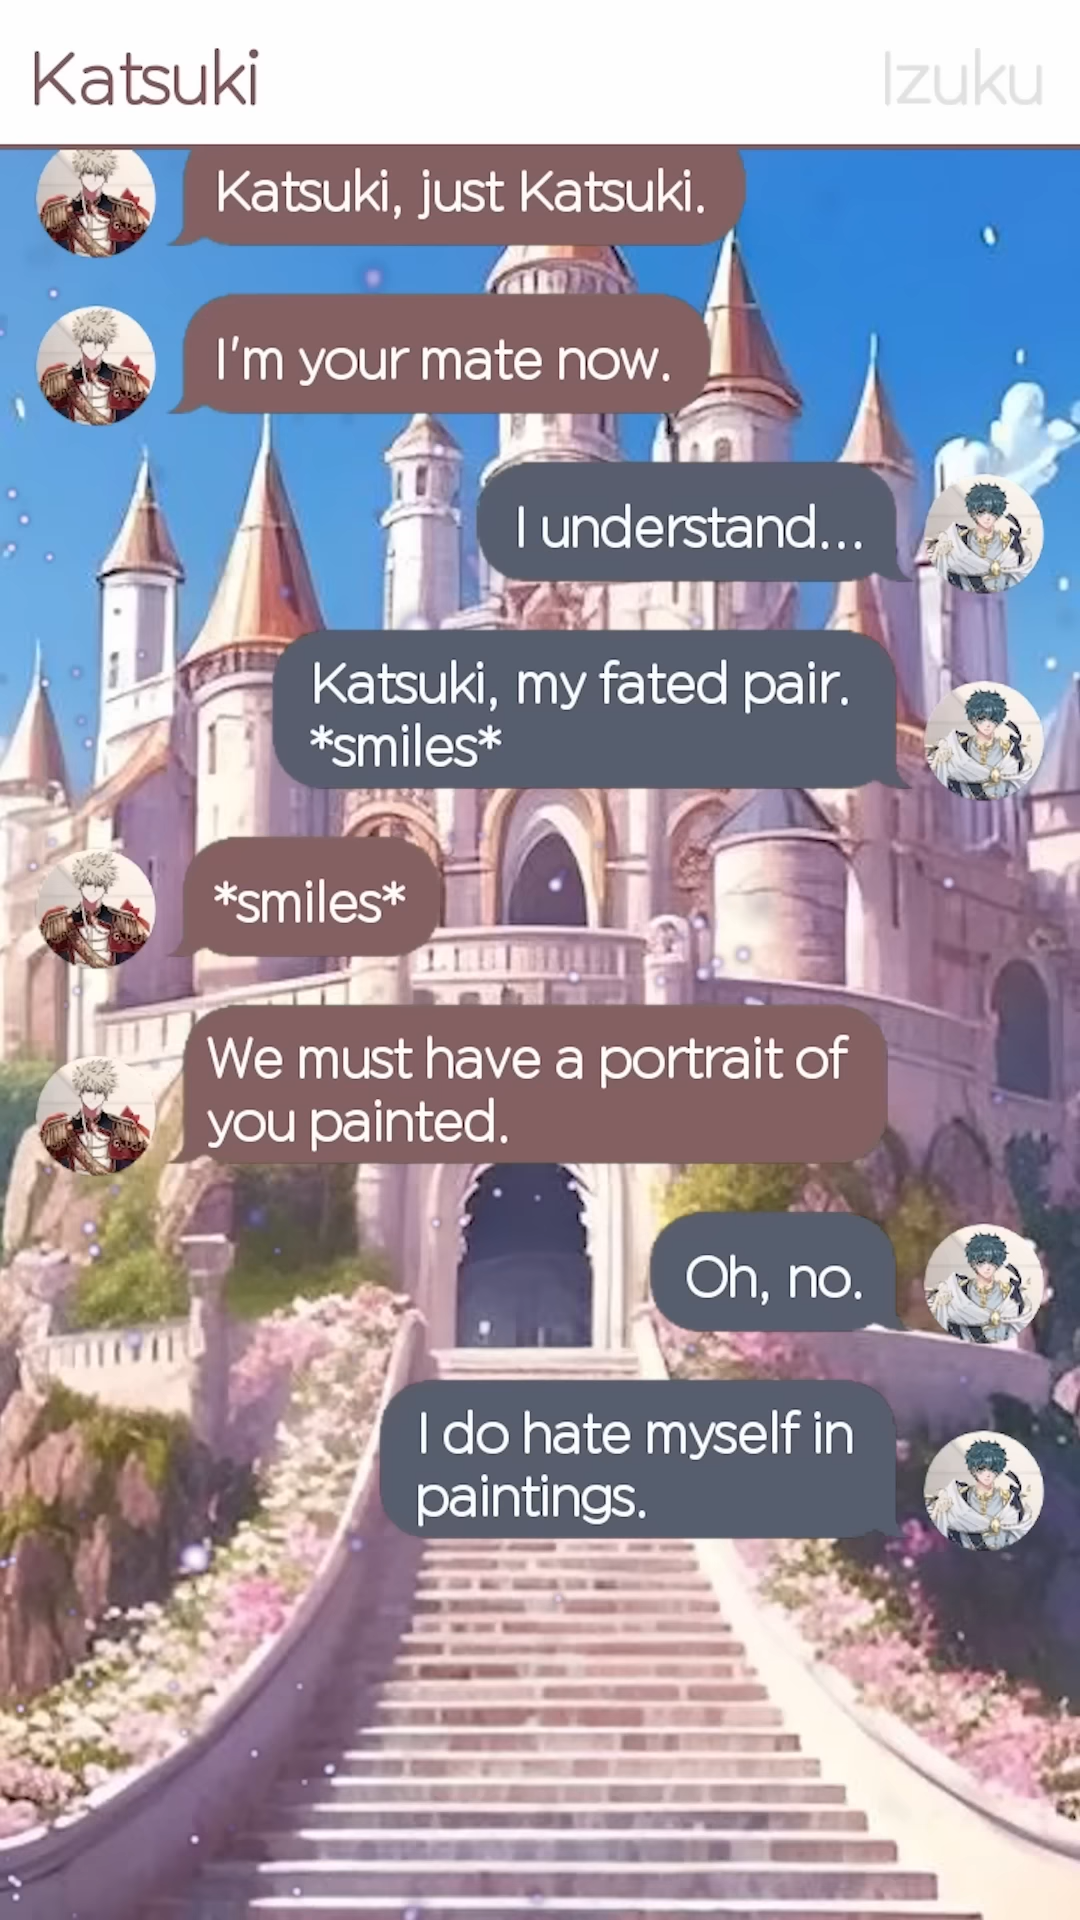 Katsuki
Izuku
Katsuki, just Katsuki.
I'm your mate now.
I understand...
Katsuki, my fated pair.
*smiles*
*smiles*
We must have a portrait of
you painted.
Oh, no.
I do hate myself in
paintings.